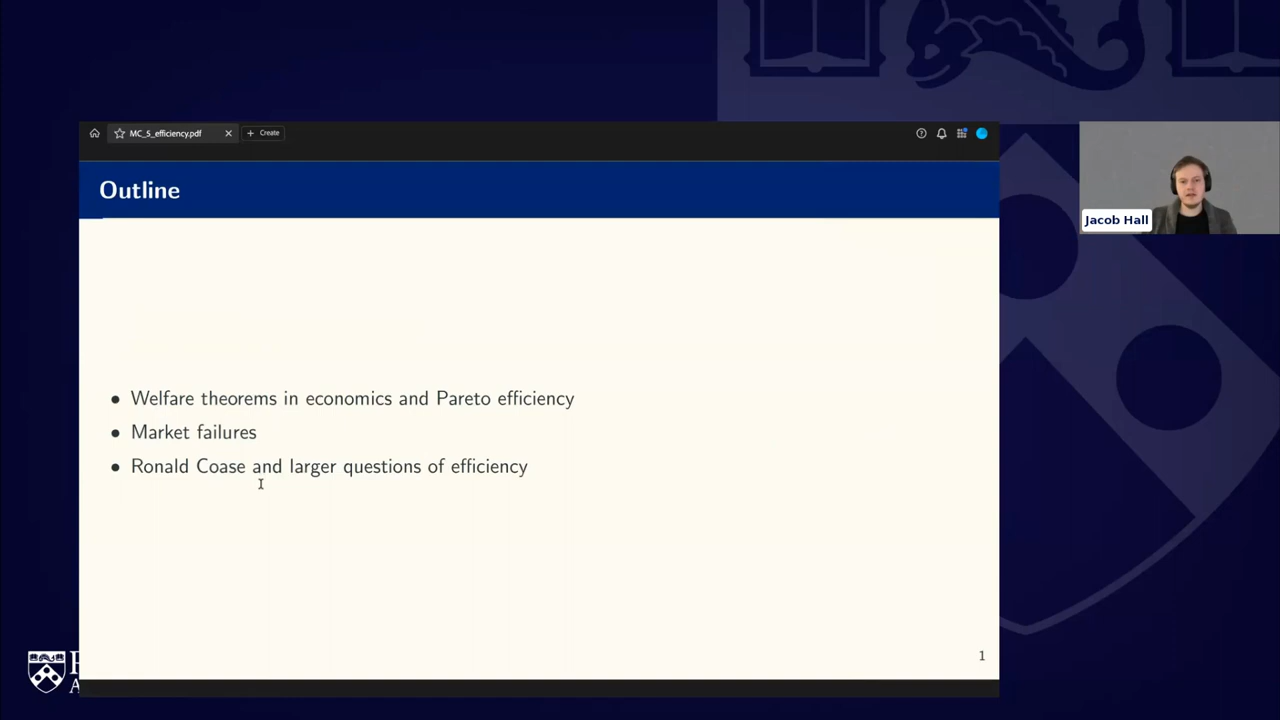 MC_5_efficiency.pdf
Create
Outline
Jacob Hall
• Welfare theorems in economics and Pareto efficiency
• Market failures
• Ronald Coase and larger questions of efficiency
1